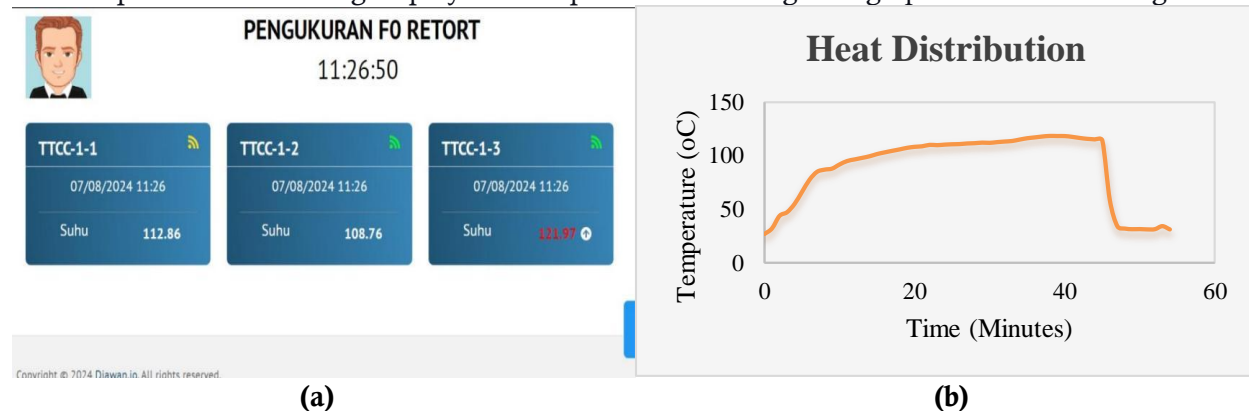 PENGUKURAN F0 RETORT
11:26:50
TTCC-1-1
07/08/2024 11:26
Suhu 112.86
TTCC-1-2
07/08/2024 11:26
Suhu 108.76
TTCC-1-3
07/08/2024 11:26
Suhu 121.97
Copyright © 2024 Djawan.io. All rights reserved.
(a)
Heat Distribution
Temperature (oC)
150
100
50
0
0 20 40 60
Time (Minutes)
(b)